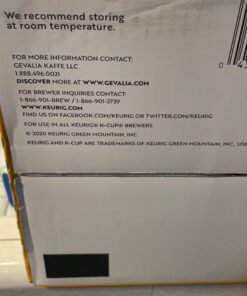 We recommend storing
at room temperature.
0
FOR MORE INFORMATION CONTACT:
GEVALIA KAFFE LLC
1.888.496.0021
DISCOVER MORE AT WWW.GEVALIA.COM
FOR BREWER INQUIRIES CONTACT:
1-866-901-BREW / 1-866-901-2739
WWW.KEURIG.COM
FIND US ON FACEBOOK.COM/KEURIG OR TWITTER.COM/KEURIG
FOR USE IN ALL KEURIG® K-CUP® BREWERS
© 2020 KEURIG GREEN MOUNTAIN, INC.
KEURIG AND K-CUP ARE TRADEMARKS OF KEURIG GREEN MOUNTAIN, INC., USE